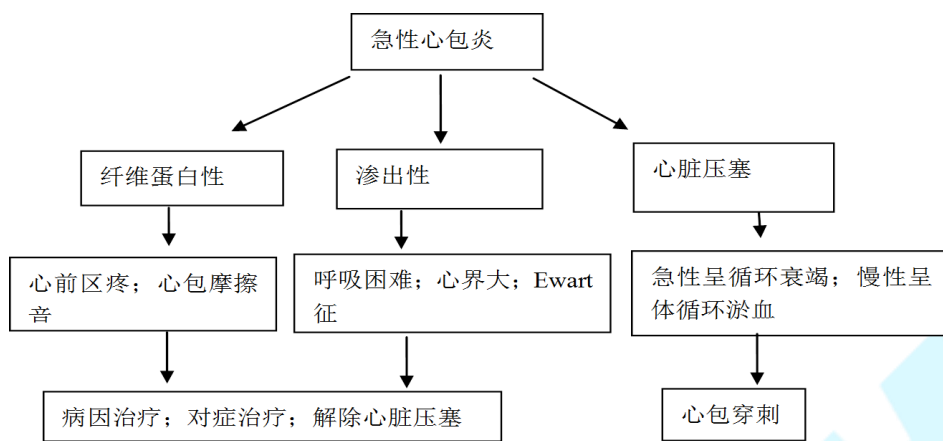 急性心包炎
纤维蛋白性
渗出性
心脏压塞
心前区疼；心包摩擦
音
呼吸困难；心界大；Ewart
征
急性呈循环衰竭；慢性呈
体循环淤血
病因治疗；对症治疗；解除心脏压塞
心包穿刺